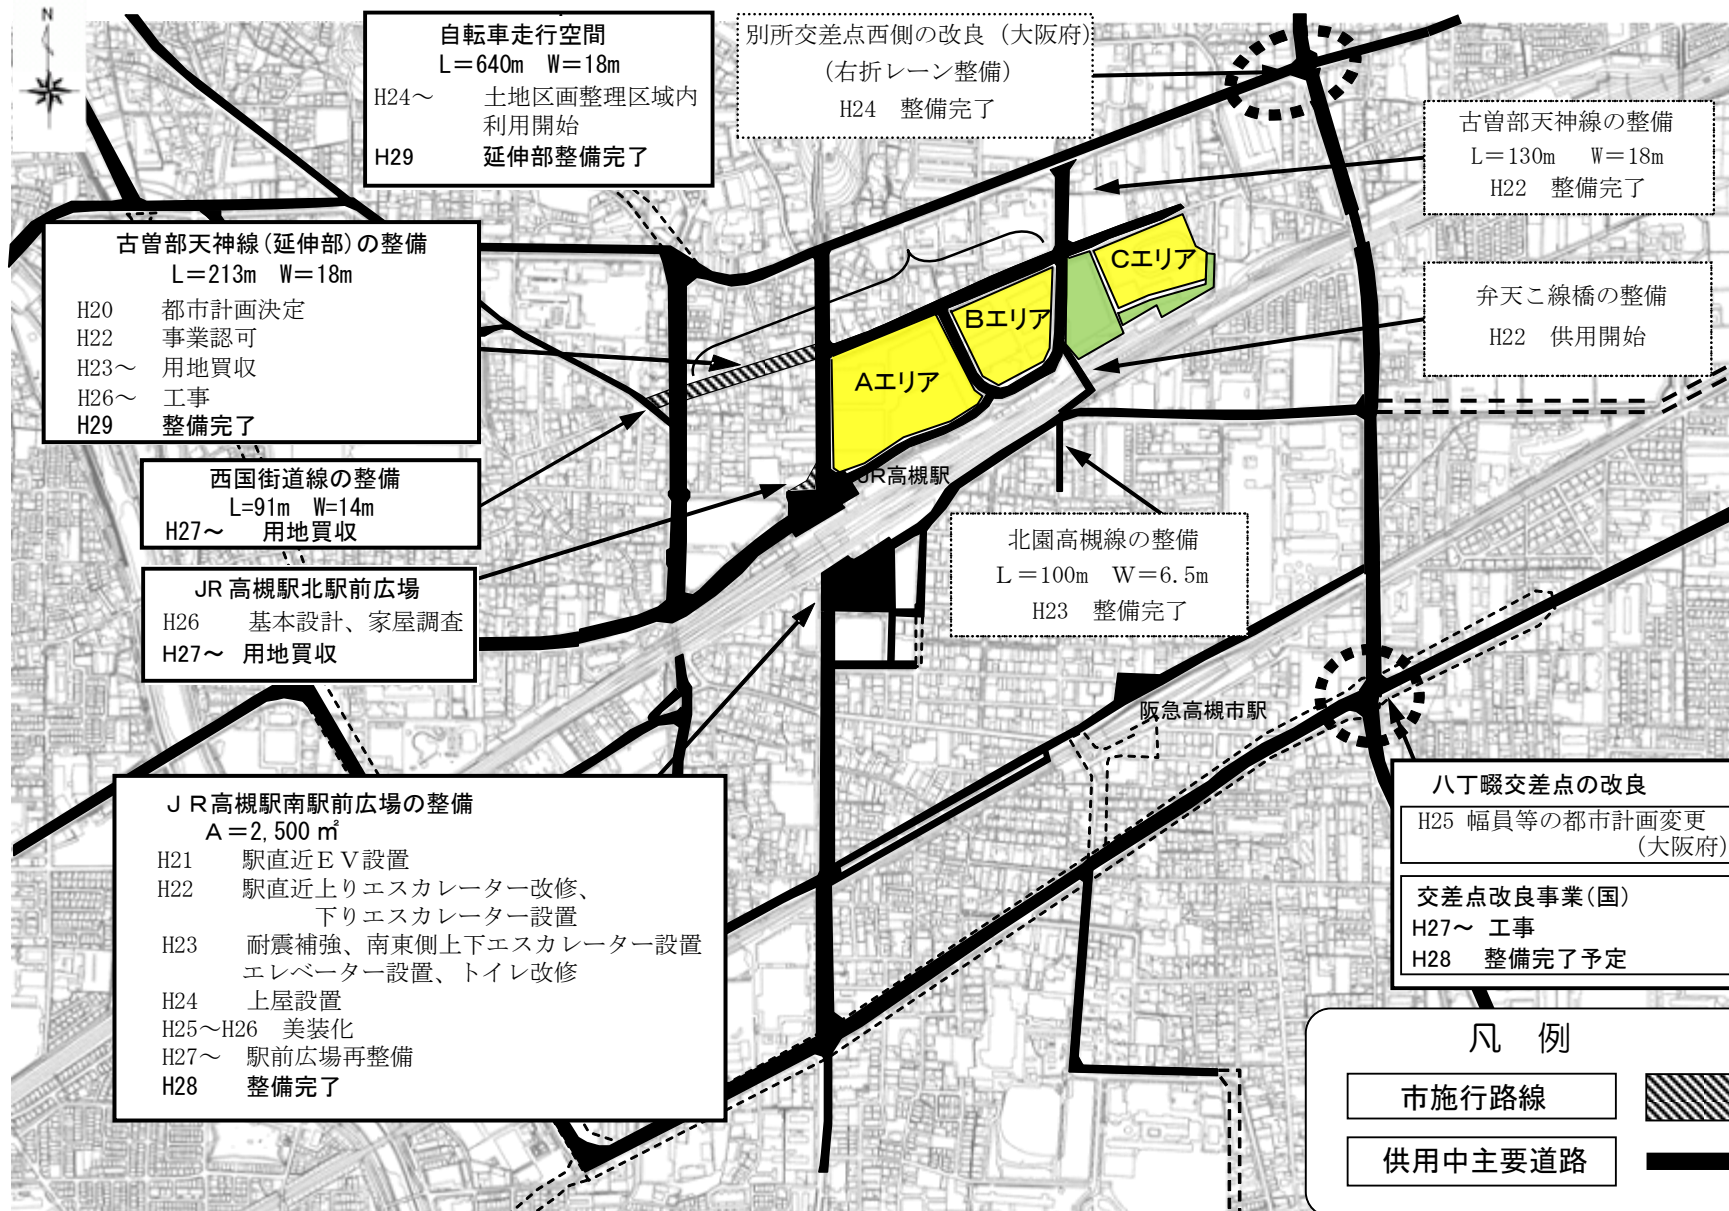 N
自転車走行空間
L=640m W=18m
H24~ 土地区画整理区域内
利用開始
H29 延伸部整備完了
別所交差点西側の改良(大阪府)
(右折レーン整備)
H24 整備完了
古曽部天神線の整備
L=130m W=18m
H22 整備完了
古曽部天神線(延伸部)の整備
L=213m W=18m
H20 都市計画決定
H22 事業認可
H23~ 用地買収
H26~ 工事
H29 整備完了
弁天こ線橋の整備
H22 供用開始
Cエリア
Bエリア
Aエリア
西国街道線の整備
L=91m W=14m
H27~ 用地買収
JR高槻駅
北園高槻線の整備
L=100m W=6.5m
H23 整備完了
JR高槻駅北駅前広場
H26 基本設計、家屋調査
H27~ 用地買収
阪急高槻市駅
JR高槻駅南駅前広場の整備
A=2,500㎡
H21 駅直近EV設置
H22 駅直近上りエスカレーター改修、
下りエスカレーター設置
H23 耐震補強、南東側上下エスカレーター設置
エレベーター設置、トイレ改修
H24 上屋設置
H25~H26 美装化
H27~ 駅前広場再整備
H28 整備完了
八丁畷交差点の改良
H25 幅員等の都市計画変更
(大阪府)
交差点改良事業(国)
H27~ 工事
H28 整備完了予定
凡 例
市施行路線
供用中主要道路